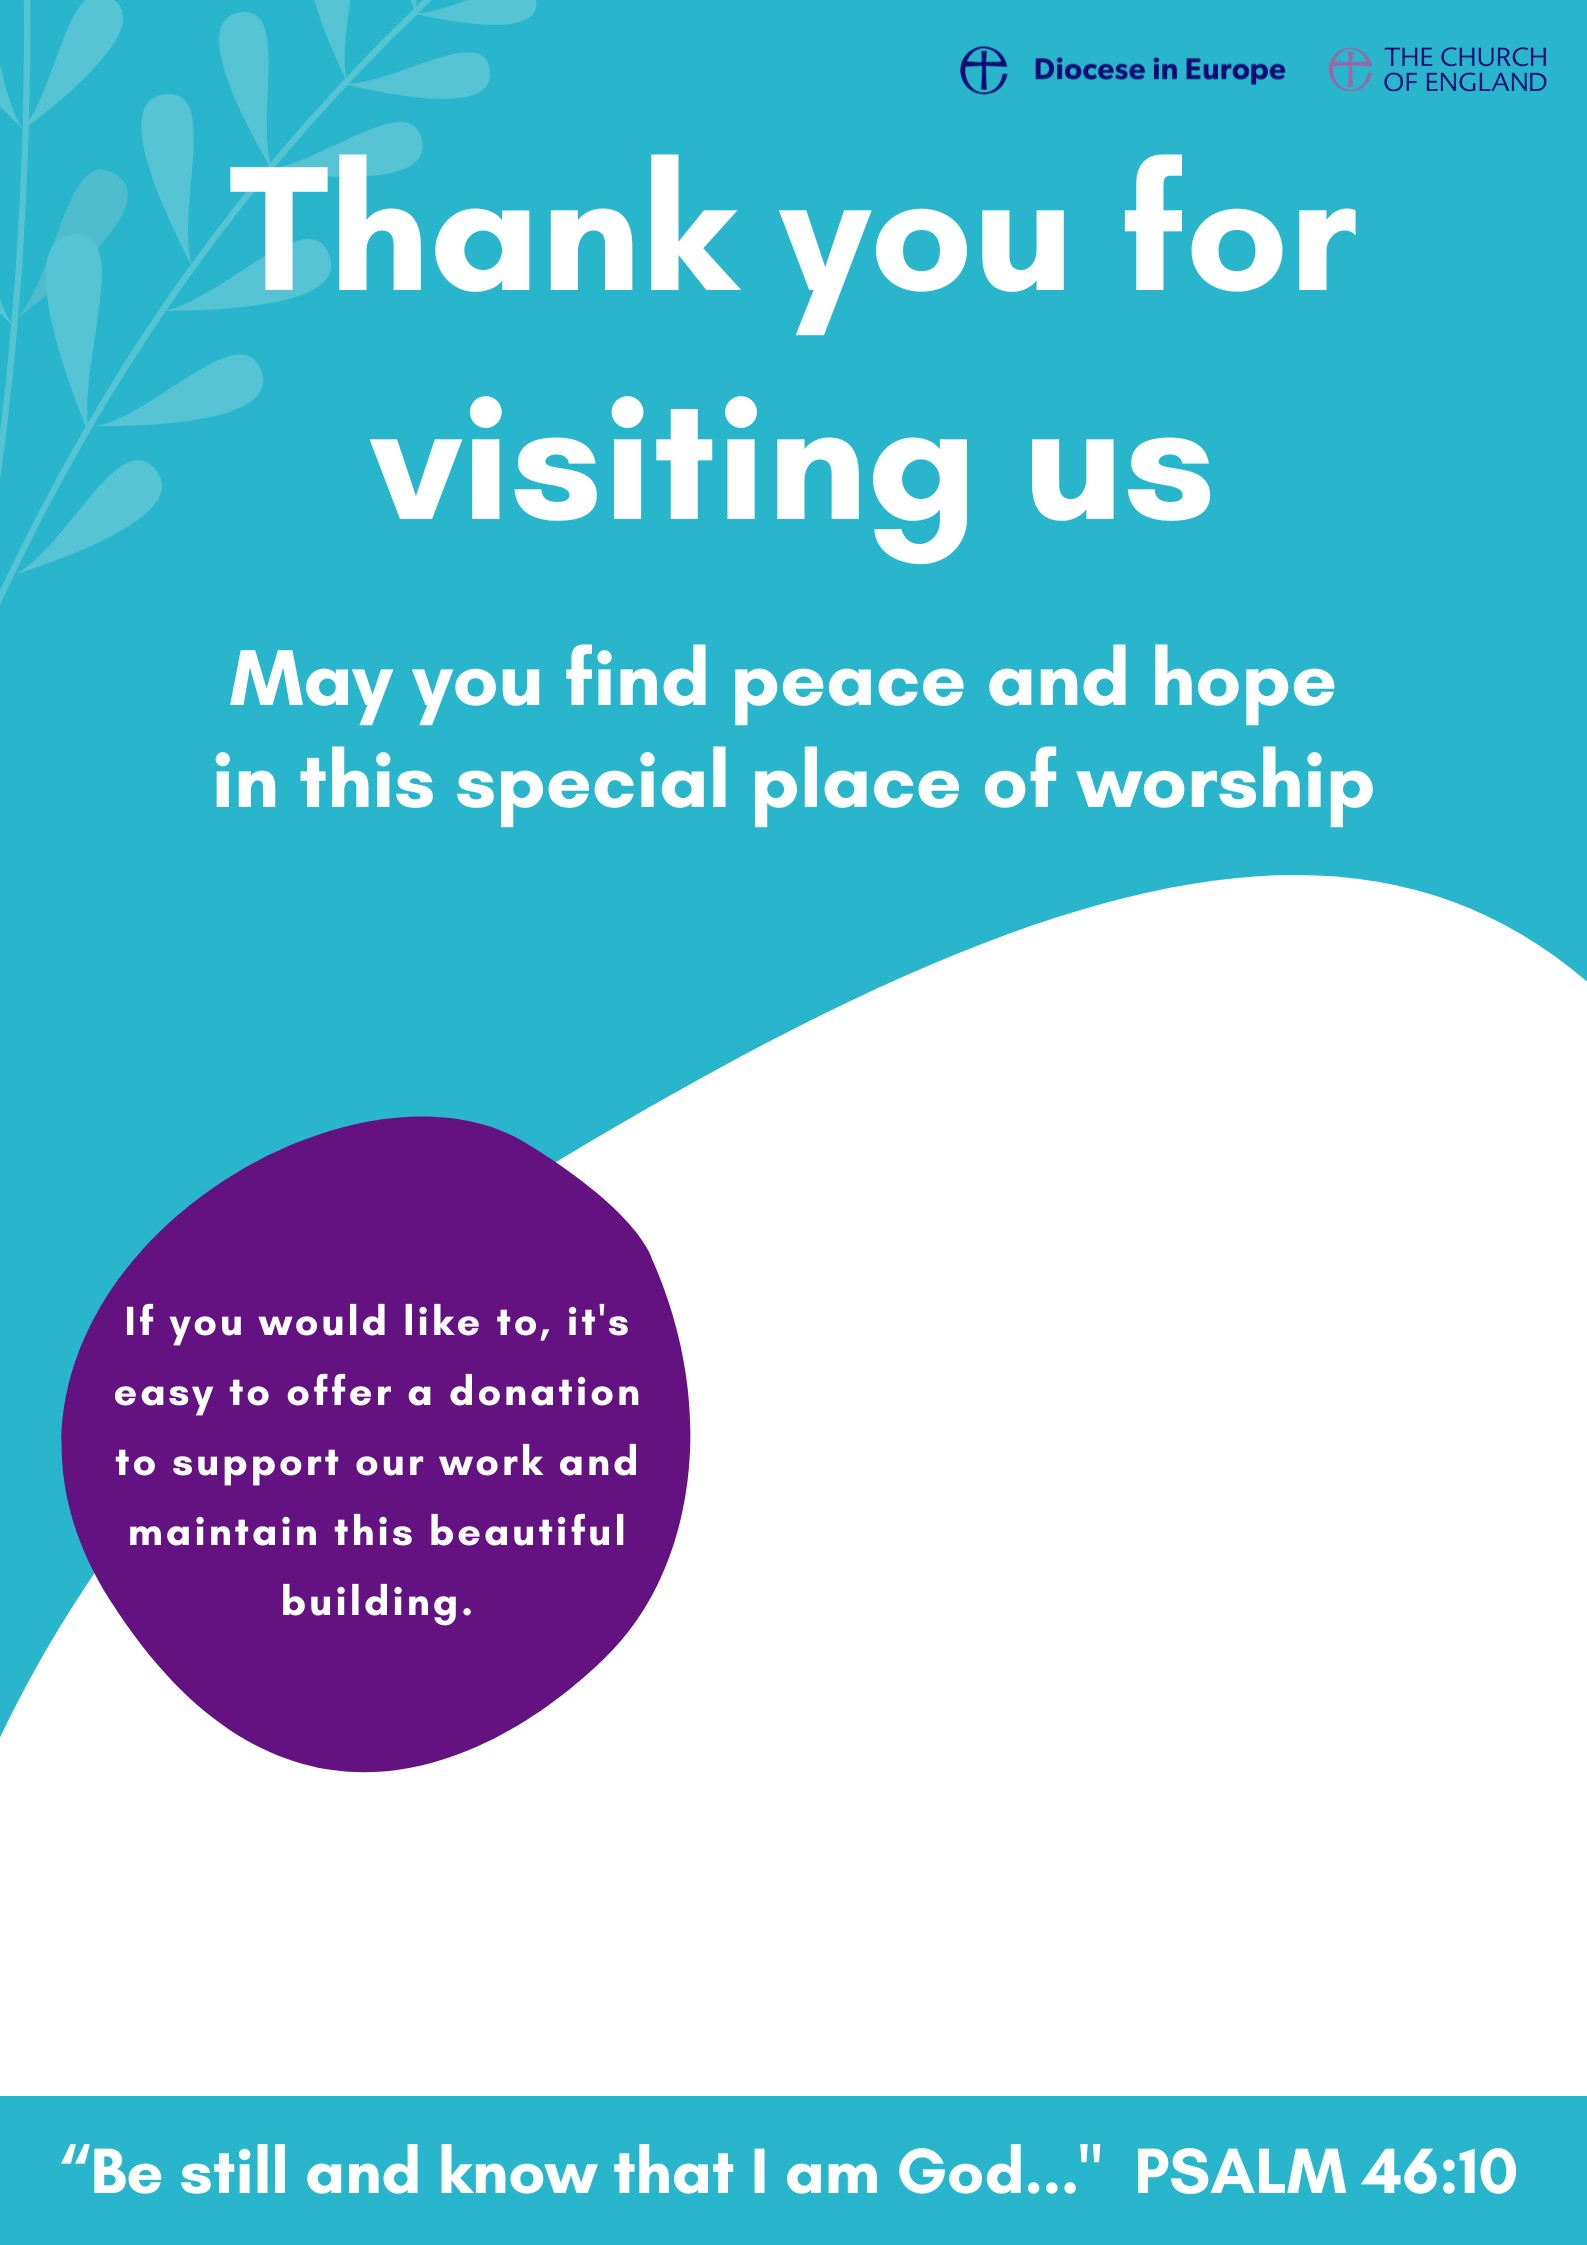 Diocese in Europe
THE CHURCH
OF ENGLAND
Thank you for
visiting us
May you find peace and hope
in this special place of worship
If you would like to, it's
easy to offer a donation
to support our work and
maintain this beautiful
building.
“Be still and know that I am God..." PSALM 46:10